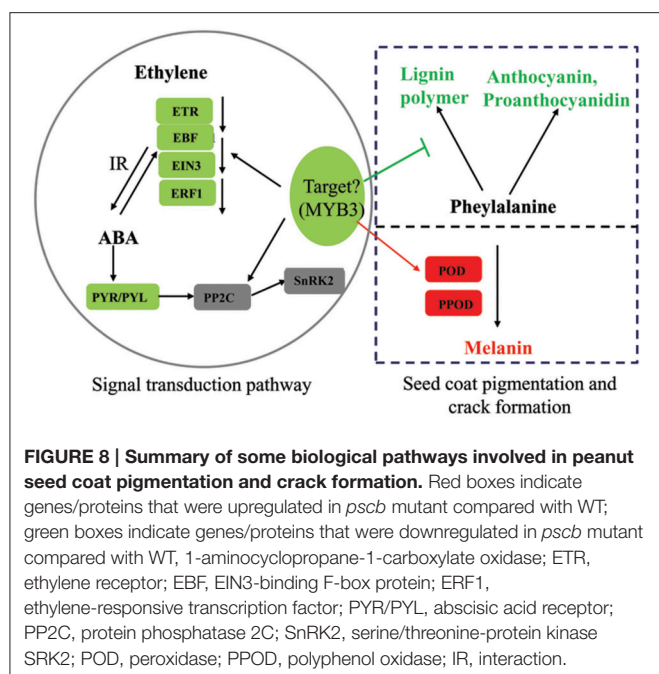 Ethylene
ETR
EBF
EIN3
ERF1
IR
ABA
PYR/PYL
PP2C
SnRK2
Target?
(MYB3)
Signal transduction pathway
Lignin
polymer
Anthocyanin,
Proanthocyanidin
Pheylalanine
POD
PPOD
Melanin
Seed coat pigmentation and
crack formation
FIGURE 8 | Summary of some biological pathways involved in peanut
seed coat pigmentation and crack formation. Red boxes indicate
genes/proteins that were upregulated in pscb mutant compared with WT;
green boxes indicate genes/proteins that were downregulated in pscb mutant
compared with WT, 1-aminocyclopropane-1-carboxylate oxidase; ETR,
ethylene receptor; EBF, EIN3-binding F-box protein; ERF1,
ethylene-responsive transcription factor; PYR/PYL, abscisic acid receptor;
PP2C, protein phosphatase 2C; SnRK2, serine/threonine-protein kinase
SRK2; POD, peroxidase; PPOD, polyphenol oxidase; IR, interaction.